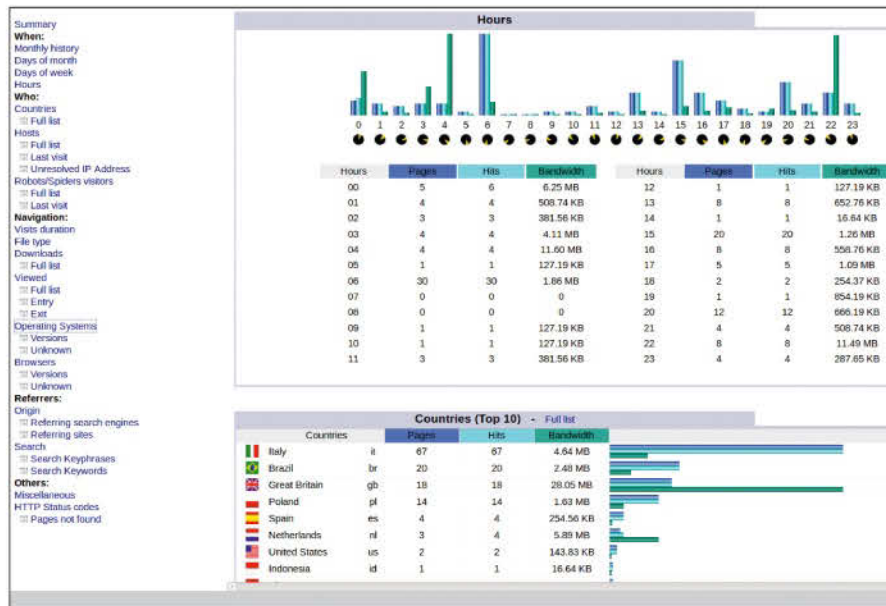 Summary
When:
Monthly history
Days of month
Days of week
Hours
Who:
Countries
Full list
Hosts
Full list
Last visit
Unresolved IP Address
Robots/Spiders visitors
Full list
Last visit
Navigation:
Visits duration
File type
Downloads
Full list
Viewed
Full list
Entry
Exit
Operating Systems
Versions
Unknown
Browsers
Versions
Unknown
Referrers:
Origin
Referring search engines
Referring sites
Search
Search Keyphrases
Search Keywords
Others:
Miscellaneous
HTTP Status codes
Pages not found
Hours
0 1 2 3 4 5 6 7 8 9 10 11 12 13 14 15 16 17 18 19 20 21 22 23
Hours Pages Hits Bandwidth Hours Pages Hits Bandwidth
00 5 6 6.25 MB 12 1 1 127.19 KB
01 4 4 508.74 KB 13 8 8 652.76 KB
02 3 3 381.56 KB 14 1 1 16.64 KB
03 4 4 4.11 MB 15 20 20 1.26 MB
04 4 4 11.60 MB 16 8 8 558.76 KB
05 1 1 127.19 KB 17 5 5 1.09 MB
06 30 30 1.86 MB 18 2 2 254.37 KB
07 0 0 0 19 1 1 854.19 KB
08 0 0 0 20 12 12 666.19 KB
09 1 1 127.19 KB 21 4 4 508.74 KB
10 1 1 127.19 KB 22 8 8 11.49 MB
11 3 3 381.56 KB 23 4 4 287.65 KB
Countries (Top 10) - Full list
Countries Pages Hits Bandwidth
Italy it 67 67 4.64 MB
Brazil br 20 20 2.48 MB
Great Britain gb 18 18 28.05 MB
Poland pl 14 14 1.63 MB
Spain es 4 4 254.56 KB
Netherlands nl 3 4 5.89 MB
United States us 2 2 143.83 KB
Indonesia id 1 1 16.64 KB